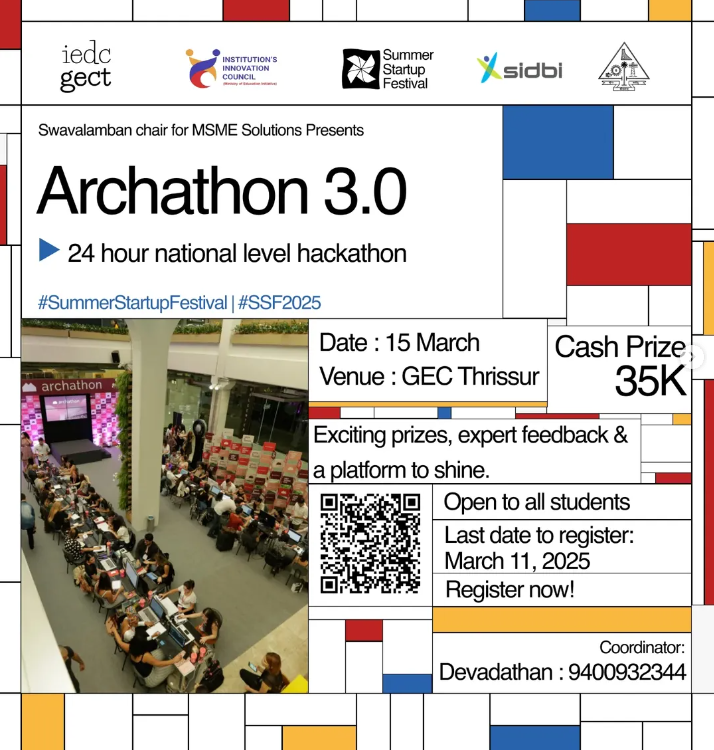 iedc
gect
INSTITUTION'S
INNOVATION
COUNCIL
(Ministry of Education Initiative)
Summer
Startup
Festival
sidbi
Swavalamban chair for MSME Solutions Presents
Archathon 3.0
24 hour national level hackathon
#SummerStartupFestival | #SSF2025
archathon
Date : 15 March
Venue : GEC Thrissur
Cash Prize
35K
Exciting prizes, expert feedback &
a platform to shine.
Open to all students
Last date to register:
March 11, 2025
Register now!
Coordinator:
Devadathan : 9400932344